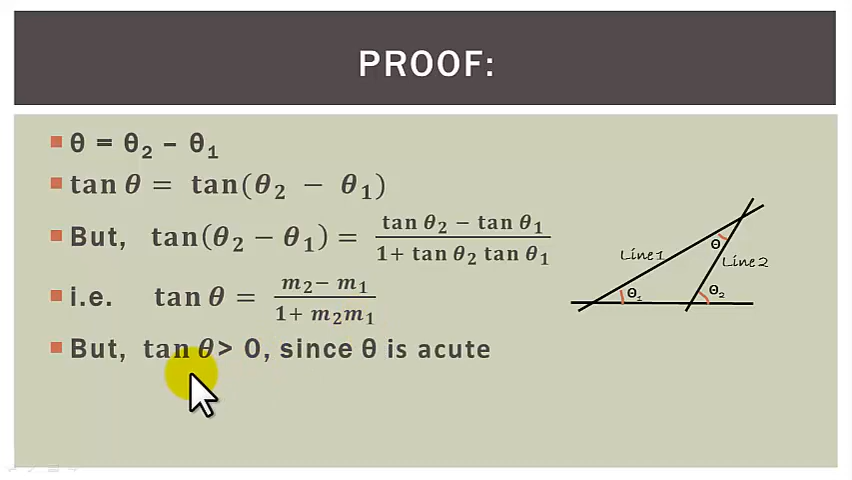 PROOF:
θ = θ₂ – θ₁
tan θ = tan(θ₂ − θ₁)
But, tan(θ₂ − θ₁) = (tan θ₂ − tan θ₁)/(1+ tan θ₂ tan θ₁)
i.e. tan θ = (m₂− m₁)/(1+ m₂m₁)
But, tan θ> 0, since θ is acute
θ
Line 1
Line 2
θ₁
θ₂